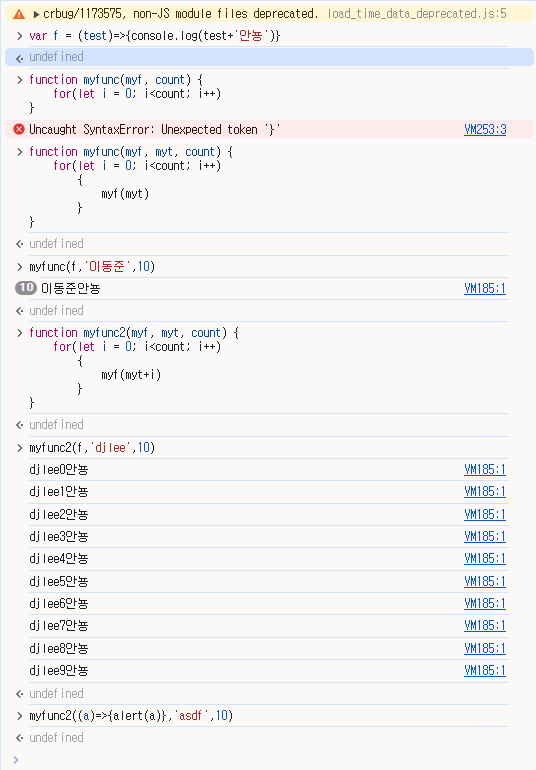 crbug/1173575, non-JS module files deprecated. load_time_data_deprecated.js:5
var f = (test)=>{console.log(test+'안뇽')}
undefined
function myfunc(myf, count) {
    for(let i = 0; i<count; i++)
}
Uncaught SyntaxError: Unexpected token '}' VM253:3
function myfunc(myf, myt, count) {
    for(let i = 0; i<count; i++)
        {
            myf(myt)
        }
}
undefined
myfunc(f,'이동준',10)
10 이동준안뇽 VM185:1
undefined
function myfunc2(myf, myt, count) {
    for(let i = 0; i<count; i++)
        {
            myf(myt+i)
        }
}
undefined
myfunc2(f,'djlee',10)
djlee0안뇽 VM185:1
djlee1안뇽 VM185:1
djlee2안뇽 VM185:1
djlee3안뇽 VM185:1
djlee4안뇽 VM185:1
djlee5안뇽 VM185:1
djlee6안뇽 VM185:1
djlee7안뇽 VM185:1
djlee8안뇽 VM185:1
djlee9안뇽 VM185:1
undefined
myfunc2((a)=>{alert(a)},'asdf',10)
undefined